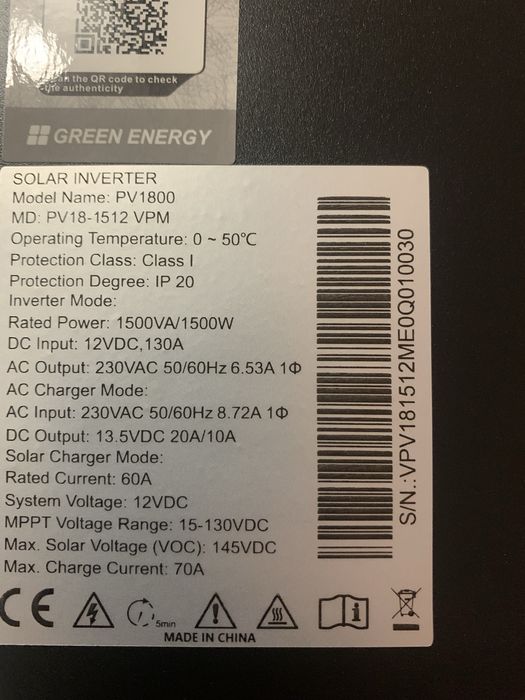 the QR code to check
the authenticity
GREEN ENERGY
SOLAR INVERTER
Model Name: PV1800
MD: PV18-1512 VPM
Operating Temperature: 0 ~ 50℃
Protection Class: Class I
Protection Degree: IP 20
Inverter Mode:
Rated Power: 1500VA/1500W
DC Input: 12VDC,130A
AC Output: 230VAC 50/60Hz 6.53A 1Φ
AC Charger Mode:
AC Input: 230VAC 50/60Hz 8.72A 1Φ
DC Output: 13.5VDC 20A/10A
Solar Charger Mode:
Rated Current: 60A
System Voltage: 12VDC
MPPT Voltage Range: 15-130VDC
Max. Solar Voltage (VOC): 145VDC
Max. Charge Current: 70A
S/N.:VPV181512ME0Q010030
CE
5min
MADE IN CHINA